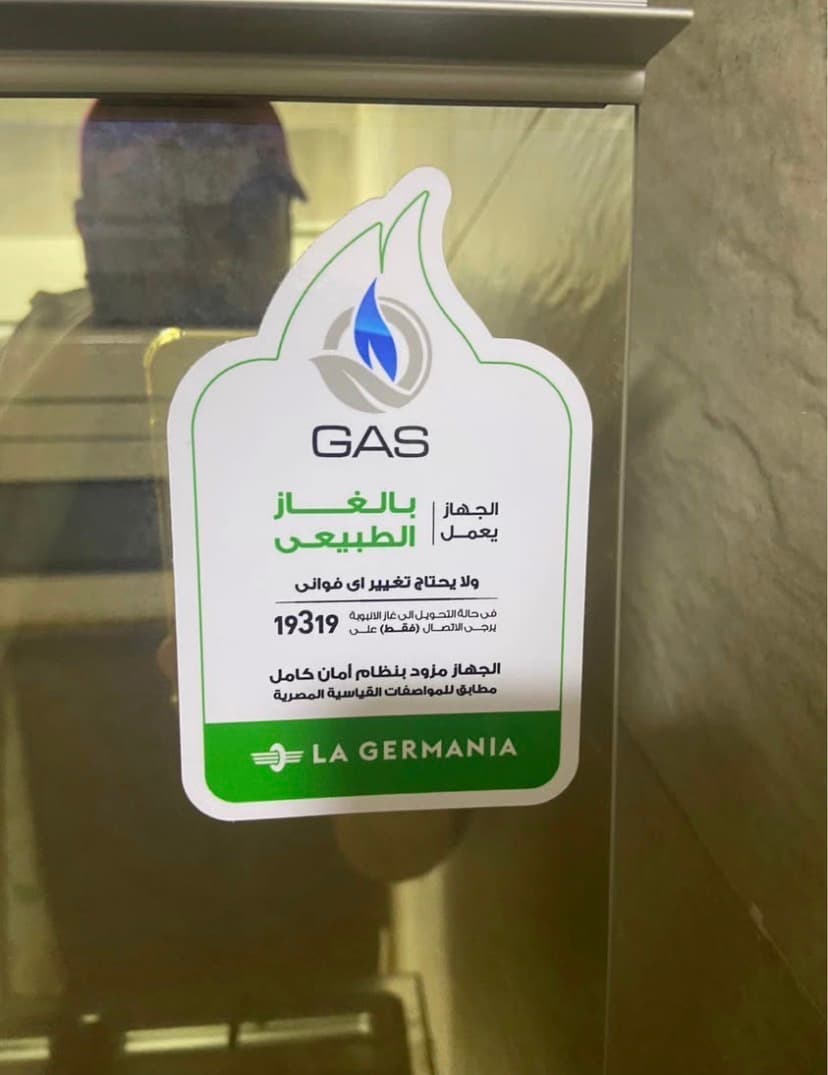 GAS
الجهاز يعمل
بالغاز الطبيعى
ولا يحتاج تغيير اى فوانى
فى حالة التحويل الى غاز الانبوبة
يرجى الاتصال (فقط) على
19319
الجهاز مزود بنظام أمان كامل
مطابق للمواصفات القياسية المصرية
LA GERMANIA